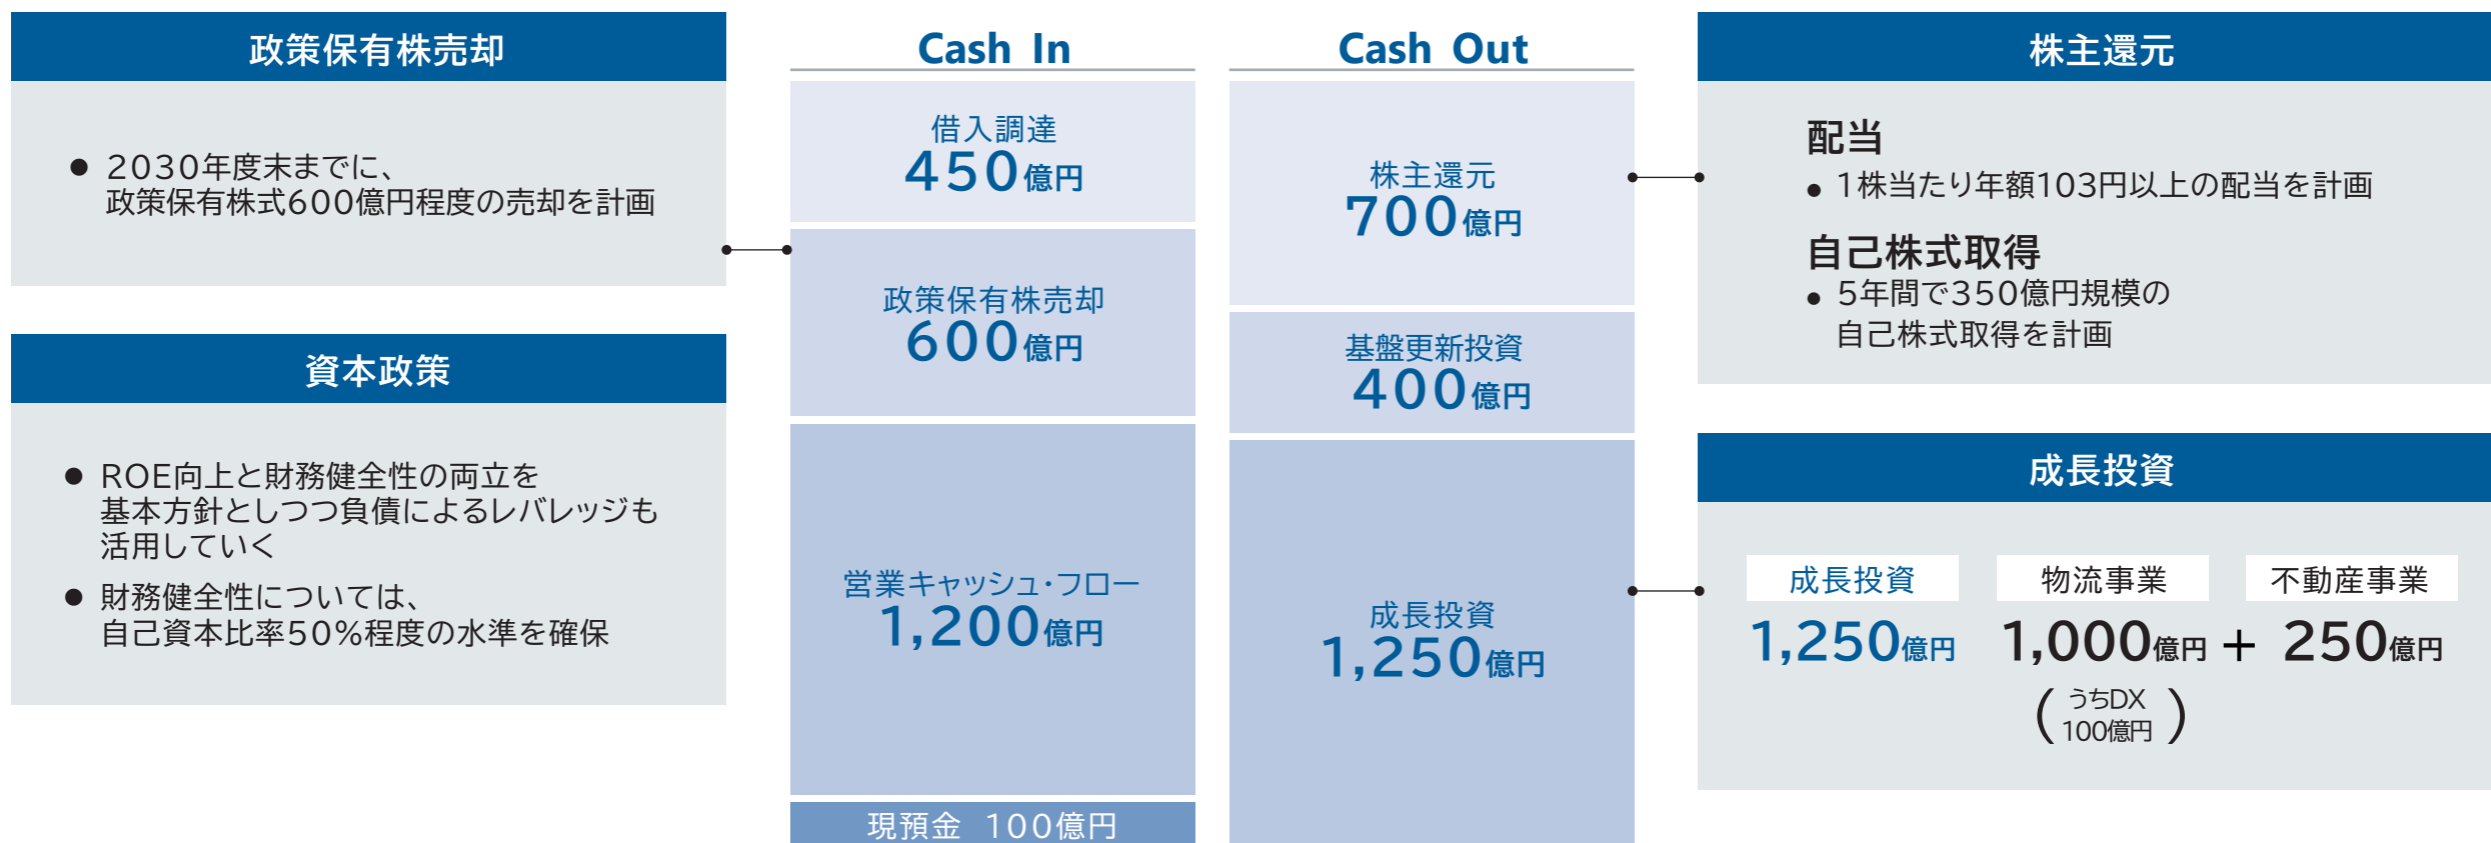 政策保有株売却
● 2030年度末までに、
政策保有株式600億円程度の売却を計画
資本政策
● ROE向上と財務健全性の両立を
基本方針としつつ負債によるレバレッジも
活用していく
● 財務健全性については、
自己資本比率50%程度の水準を確保
Cash In
借入調達
450億円
政策保有株売却
600億円
営業キャッシュ・フロー
1,200億円
現預金 100億円
Cash Out
株主還元
700億円
基盤更新投資
400億円
成長投資
1,250億円
株主還元
配当
● 1株当たり年額103円以上の配当を計画
自己株式取得
● 5年間で350億円規模の
自己株式取得を計画
成長投資
成長投資 物流事業 不動産事業
1,250億円 1,000億円 + 250億円
(うちDX
100億円)